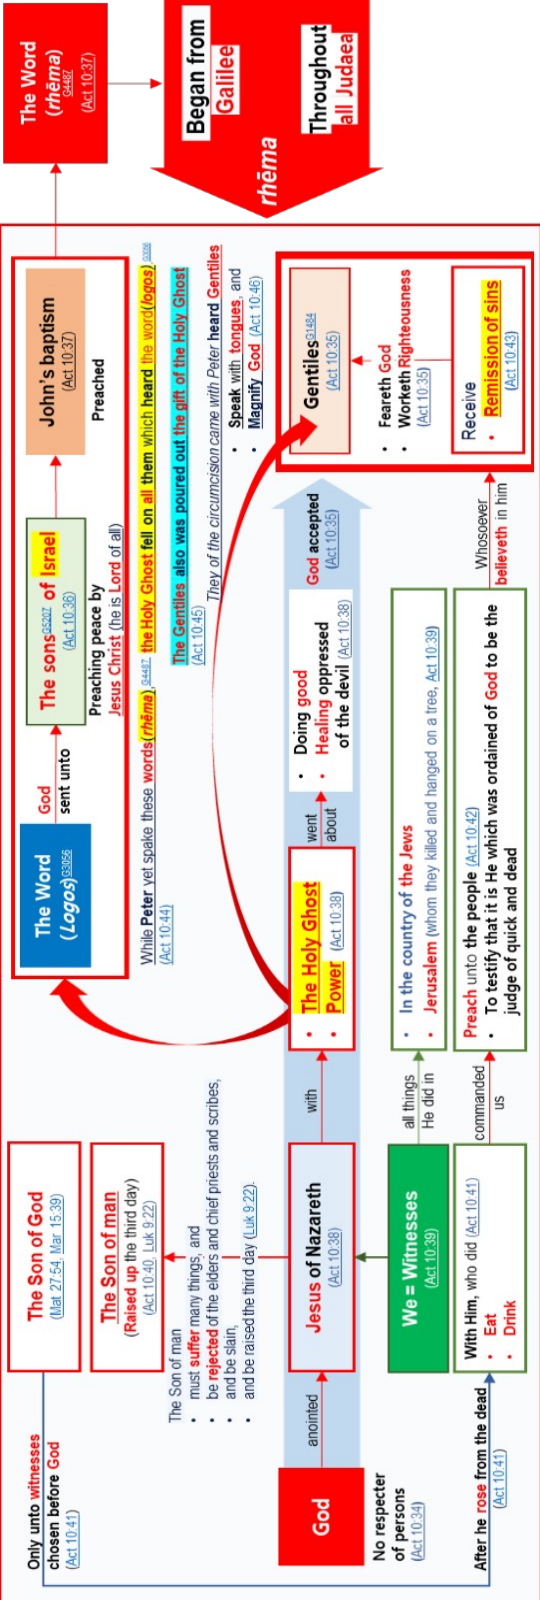 Only unto witnesses
chosen before God
(Act 10:41)
The Son of God
(Mat 27:54, Mar 15:39)
The Son of man
(Raised up the third day)
(Act 10:40, Luk 9:22)
The Son of man
• must suffer many things, and
• be rejected of the elders and chief priests and scribes,
• and be slain,
• and be raised the third day (Luk 9:22).
The Word
(Logos)G3056
God
sent unto
The sonsG5207 of Israel
(Act 10:36)
Preaching peace by
Jesus Christ (he is Lord of all)
John's baptism
(Act 10:37)
Preached
The Word
(rhēma)
G4487
(Act 10:37)
Began from
Galilee
Throughout
all Judaea
rhēma
While Peter yet spake these words(rhēma),G4487 the Holy Ghost fell on all them which heard the word(logos).G3056
(Act 10:44)
The Gentiles also was poured out the gift of the Holy Ghost
(Act 10:45)
They of the circumcision came with Peter heard Gentiles
• Speak with tongues, and
• Magnify God (Act 10:46)
God
No respecter
of persons
(Act 10:34)
anointed
Jesus of Nazareth
(Act 10:38)
with
• The Holy Ghost
• Power (Act 10:38)
went
about
• Doing good
• Healing oppressed
of the devil (Act 10:38)
God accepted
(Act 10:35)
GentilesG1484
(Act 10:35)
• Feareth God
• Worketh Righteousness
(Act 10:35)
Receive
• Remission of sins
(Act 10:43)
We = Witnesses
(Act 10:39)
all things
He did in
• In the country of the Jews
• Jerusalem (whom they killed and hanged on a tree, Act 10:39)
After he rose from the dead
(Act 10:41)
With Him, who did (Act 10:41)
• Eat
• Drink
commanded
us
Preach unto the people (Act 10:42)
• To testify that it is He which was ordained of God to be the
judge of quick and dead
Whosoever
believeth in him